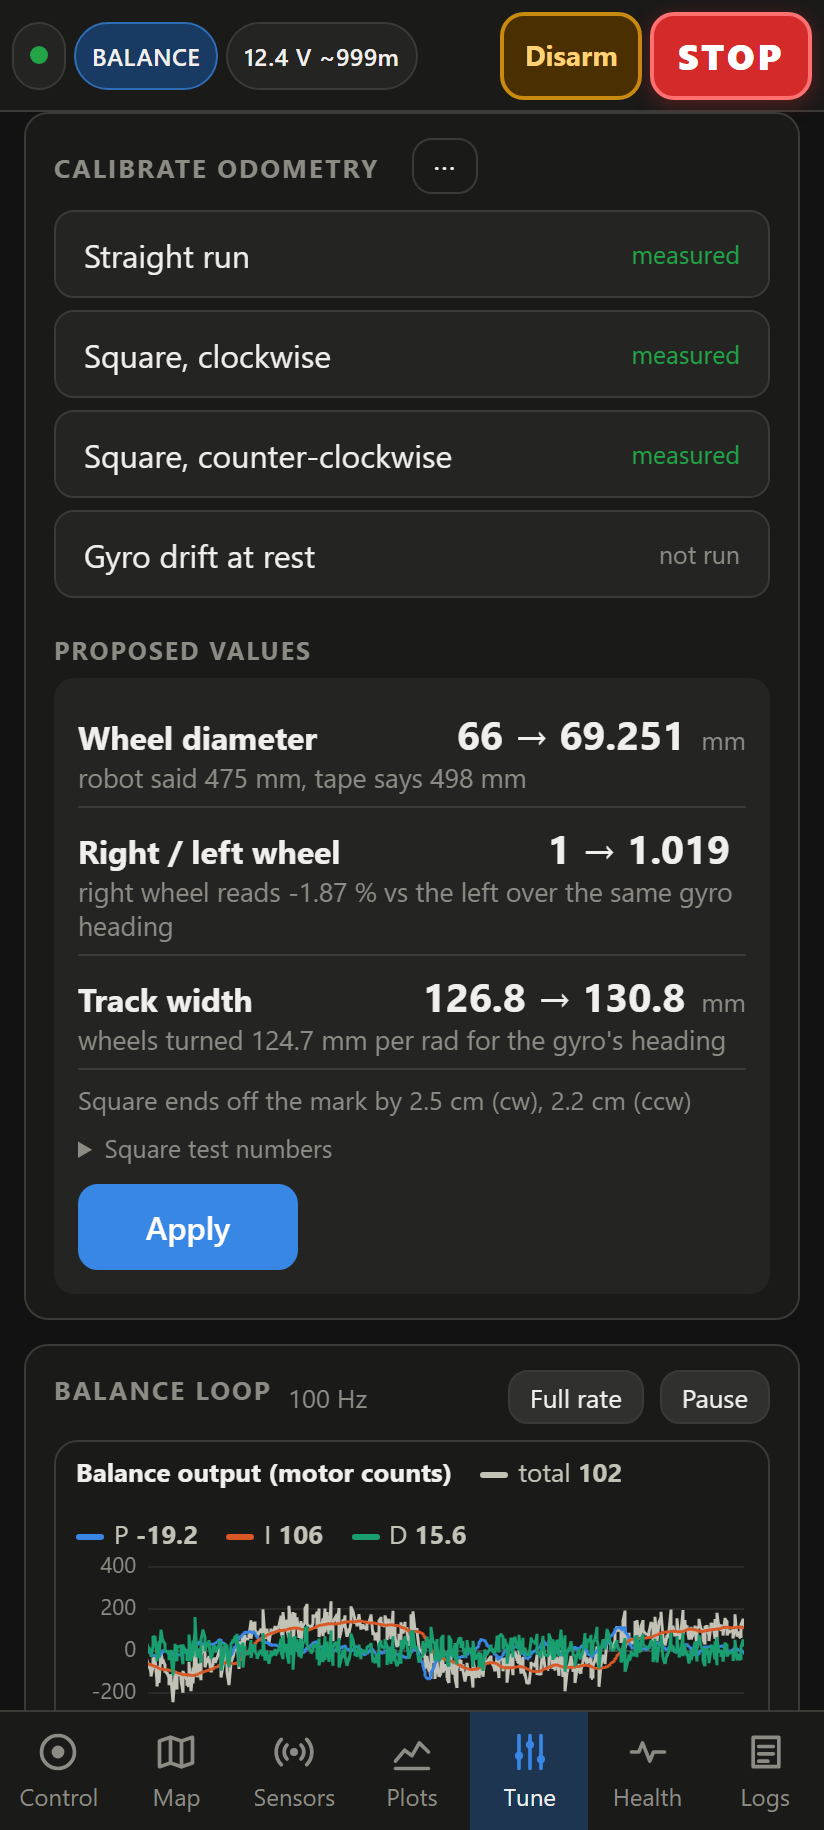 BALANCE
12.4 V ~999m
Disarm
STOP
CALIBRATE ODOMETRY
...
Straight run measured
Square, clockwise measured
Square, counter-clockwise measured
Gyro drift at rest not run
PROPOSED VALUES
Wheel diameter 66 → 69.251 mm
robot said 475 mm, tape says 498 mm
Right / left wheel 1 → 1.019
right wheel reads -1.87 % vs the left over the same gyro
heading
Track width 126.8 → 130.8 mm
wheels turned 124.7 mm per rad for the gyro's heading
Square ends off the mark by 2.5 cm (cw), 2.2 cm (ccw)
▶ Square test numbers
Apply
BALANCE LOOP 100 Hz Full rate Pause
Balance output (motor counts) total 102
P -19.2 I 106 D 15.6
400
200
0
-200
Control Map Sensors Plots Tune Health Logs